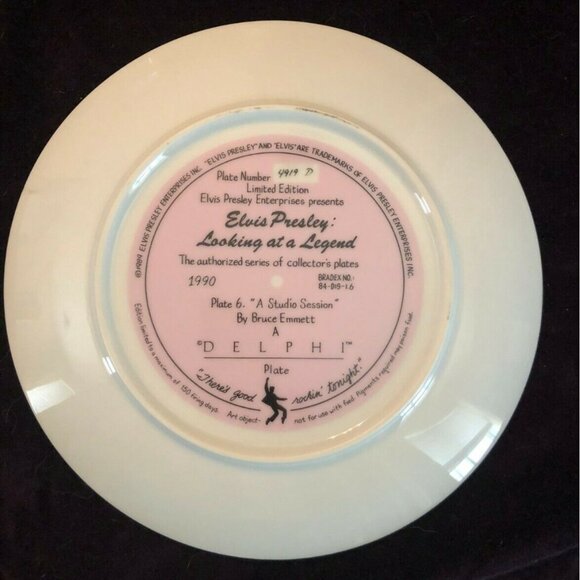 ©1989 ELVIS PRESLEY ENTERPRISES INC. "ELVIS PRESLEY" AND "ELVIS" ARE TRADEMARKS OF ELVIS PRESLEY ENTERPRISES INC.
Plate Number 4919 D
Limited Edition
Elvis Presley Enterprises presents
Elvis Presley:
Looking at a Legend
The authorized series of collector's plates
1990
BRADEX NO.:
84-D19-1.6
Plate 6. "A Studio Session"
By Bruce Emmett
A
©DELPHI™
Plate
"There's good rockin' tonight."
Edition limited to a maximum of 150 firing days. Art object- not for use with food. Pigments required may poison food.